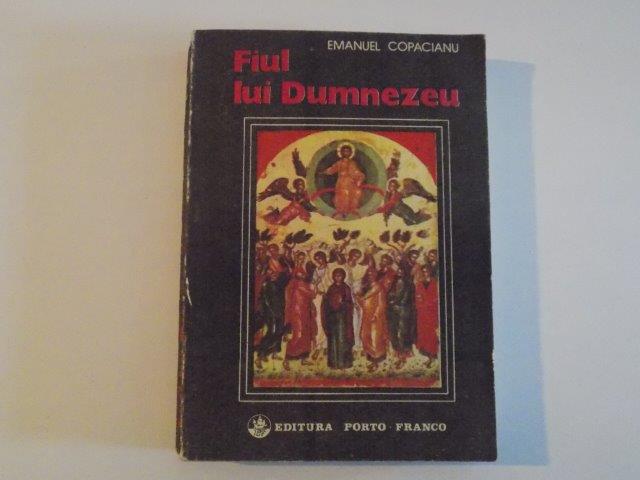 EMANUEL COPACIANU
Fiul
lui Dumnezeu
EDITURA PORTO-FRANCO